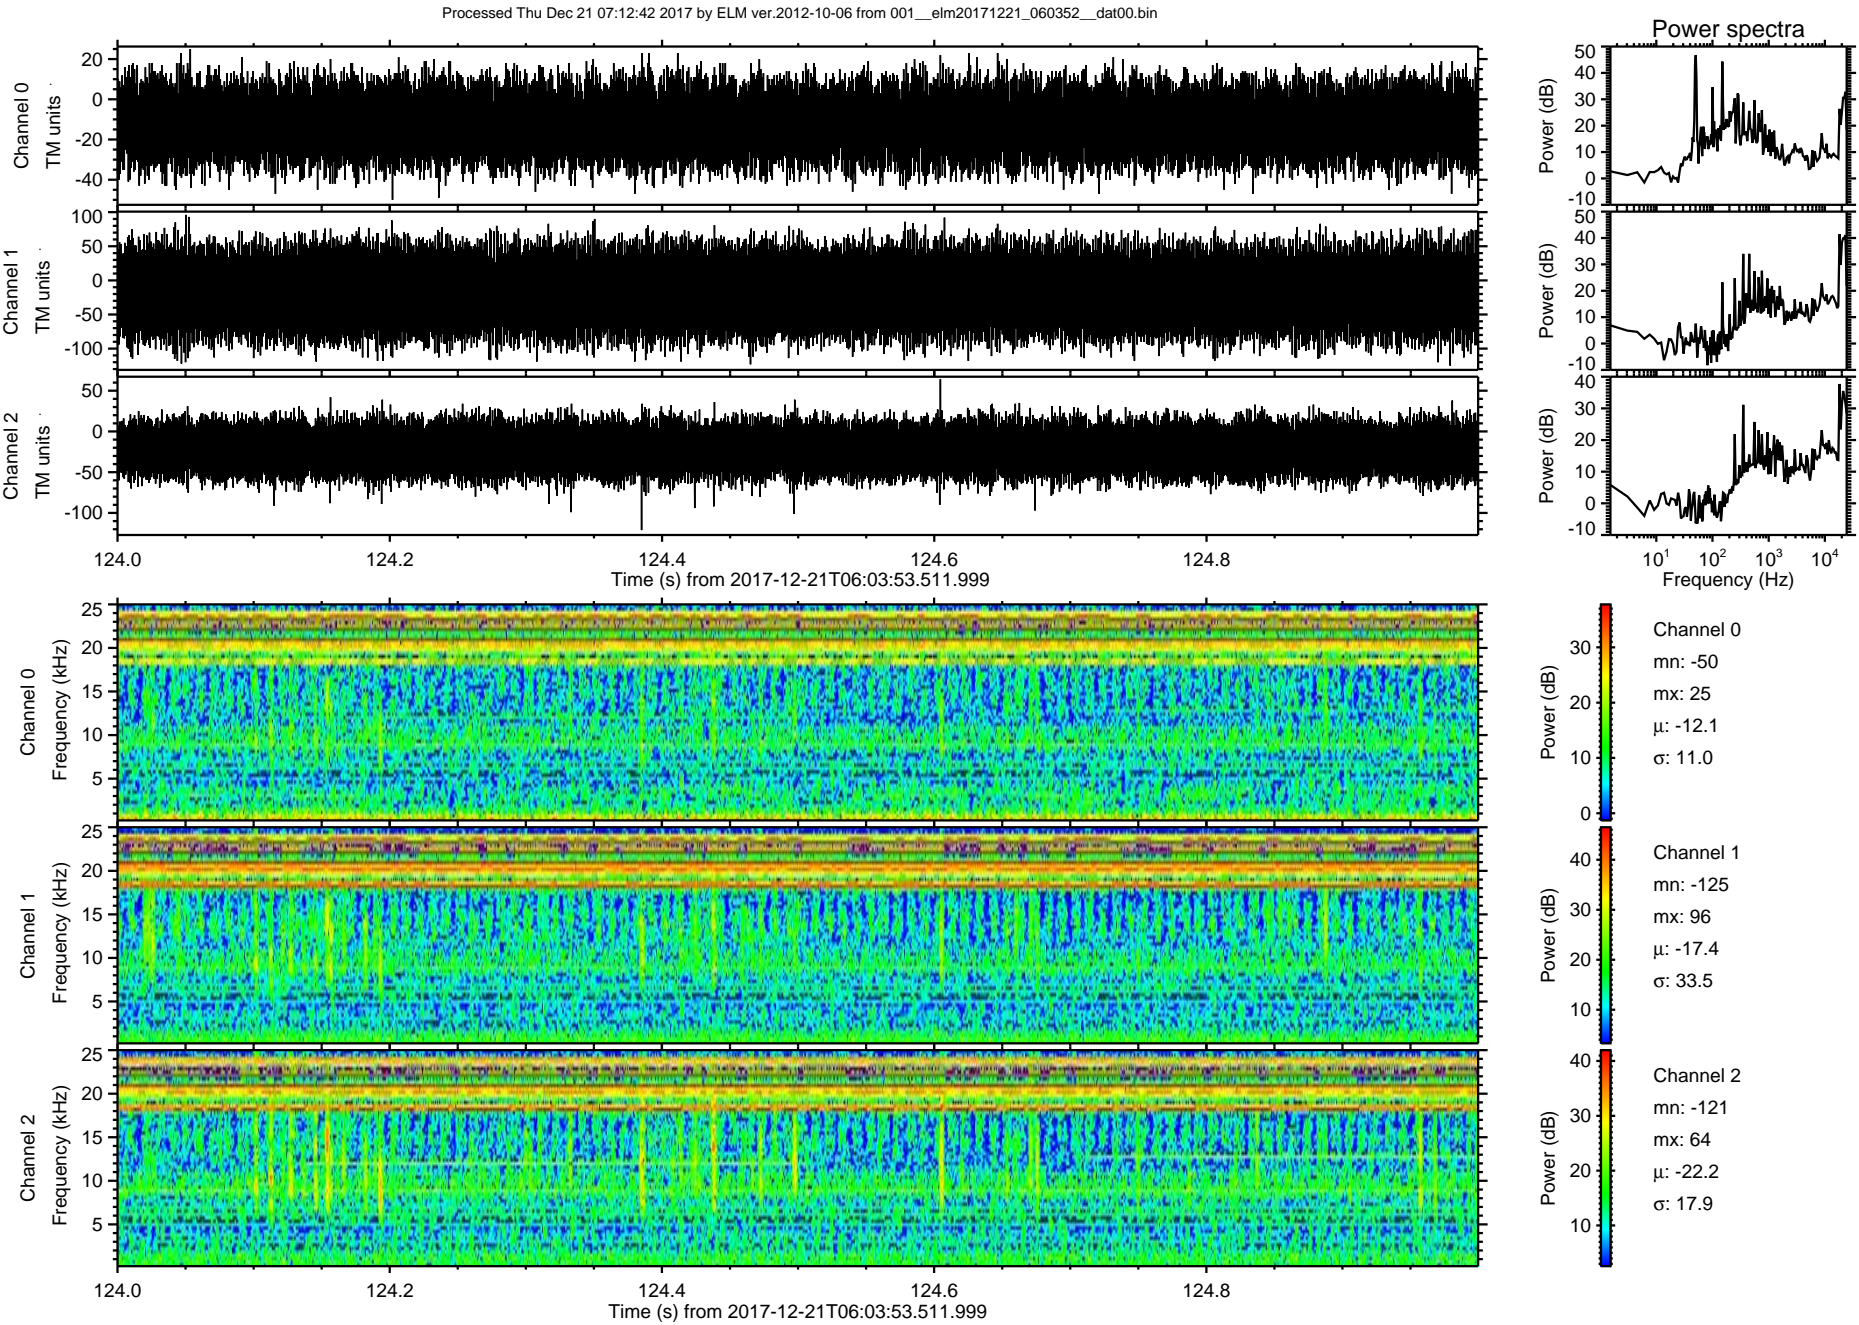 Processed Thu Dec 21 07:12:42 2017 by ELM ver.2012-10-06 from 001__elm20171221_060352__dat00.bin
Power spectra
Channel 0
TM units
20
0
-20
-40
Power (dB)
50
40
30
20
10
0
-10
Channel 1
TM units
100
50
0
-50
-100
Power (dB)
50
40
30
20
10
0
-10
Channel 2
TM units
50
0
-50
-100
Power (dB)
40
30
20
10
0
-10
124.0 124.2 124.4 124.6 124.8
Time (s) from 2017-12-21T06:03:53.511.999
10¹ 10² 10³ 10⁴
Frequency (Hz)
Channel 0
Frequency (kHz)
25
20
15
10
5
Power (dB)
30
20
10
0
Channel 0
mn: -50
mx: 25
μ: -12.1
σ: 11.0
Channel 1
Frequency (kHz)
25
20
15
10
5
Power (dB)
40
30
20
10
Channel 1
mn: -125
mx: 96
μ: -17.4
σ: 33.5
Channel 2
Frequency (kHz)
25
20
15
10
5
Power (dB)
40
30
20
10
Channel 2
mn: -121
mx: 64
μ: -22.2
σ: 17.9
124.0 124.2 124.4 124.6 124.8
Time (s) from 2017-12-21T06:03:53.511.999